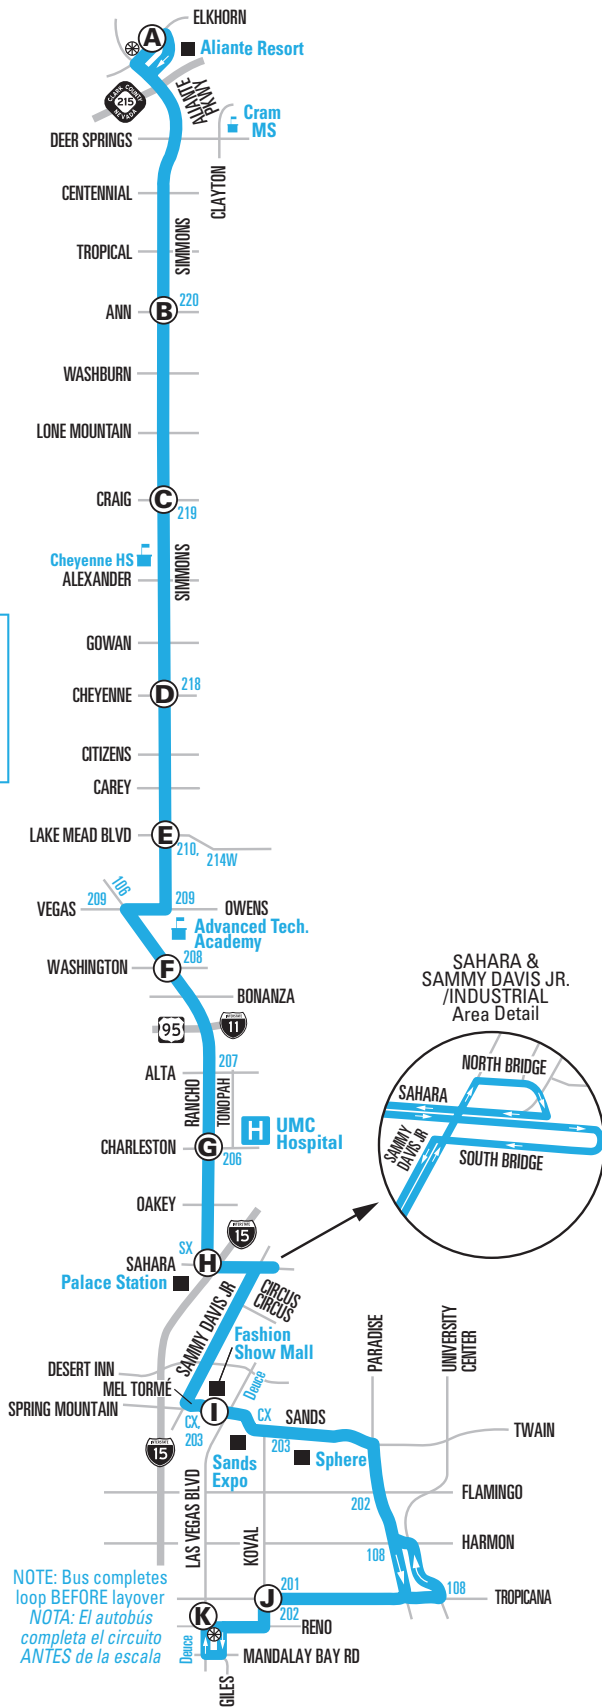 ELKHORN
A
Aliante Resort
CLARK COUNTY
215
NEVADA
ALIANTE
PKWY
Cram
MS
DEER SPRINGS
CLAYTON
CENTENNIAL
SIMMONS
TROPICAL
220
ANN
B
WASHBURN
LONE MOUNTAIN
CRAIG
C
219
Cheyenne HS
ALEXANDER
SIMMONS
GOWAN
218
CHEYENNE
D
CITIZENS
CAREY
LAKE MEAD BLVD
E
210,
214W
106
209
209
VEGAS
OWENS
Advanced Tech.
Academy
208
WASHINGTON
F
BONANZA
95
INTERSTATE
11
207
ALTA
RANCHO
TONOPAH
H
UMC
Hospital
CHARLESTON
G
206
OAKEY
INTERSTATE
15
SX
SAHARA
H
Palace Station
SAHARA &
SAMMY DAVIS JR.
/INDUSTRIAL
Area Detail
NORTH BRIDGE
SAHARA
SAMMY
DAVIS JR
SOUTH BRIDGE
CIRCUS
CIRCUS
SAMMY DAVIS JR
Fashion
Show Mall
DESERT INN
MEL TORMÉ
SPRING MOUNTAIN
Deuce
I
CX,
203
CX
SANDS
203
Sands
Expo
Sphere
PARADISE
UNIVERSITY
CENTER
TWAIN
INTERSTATE
15
LAS VEGAS BLVD
KOVAL
202
FLAMINGO
HARMON
108
108
TROPICANA
NOTE: Bus completes
loop BEFORE layover
NOTA: El autobús
completa el circuito
ANTES de la escala
201
J
202
K
RENO
Deuce
MANDALAY BAY RD
GILES